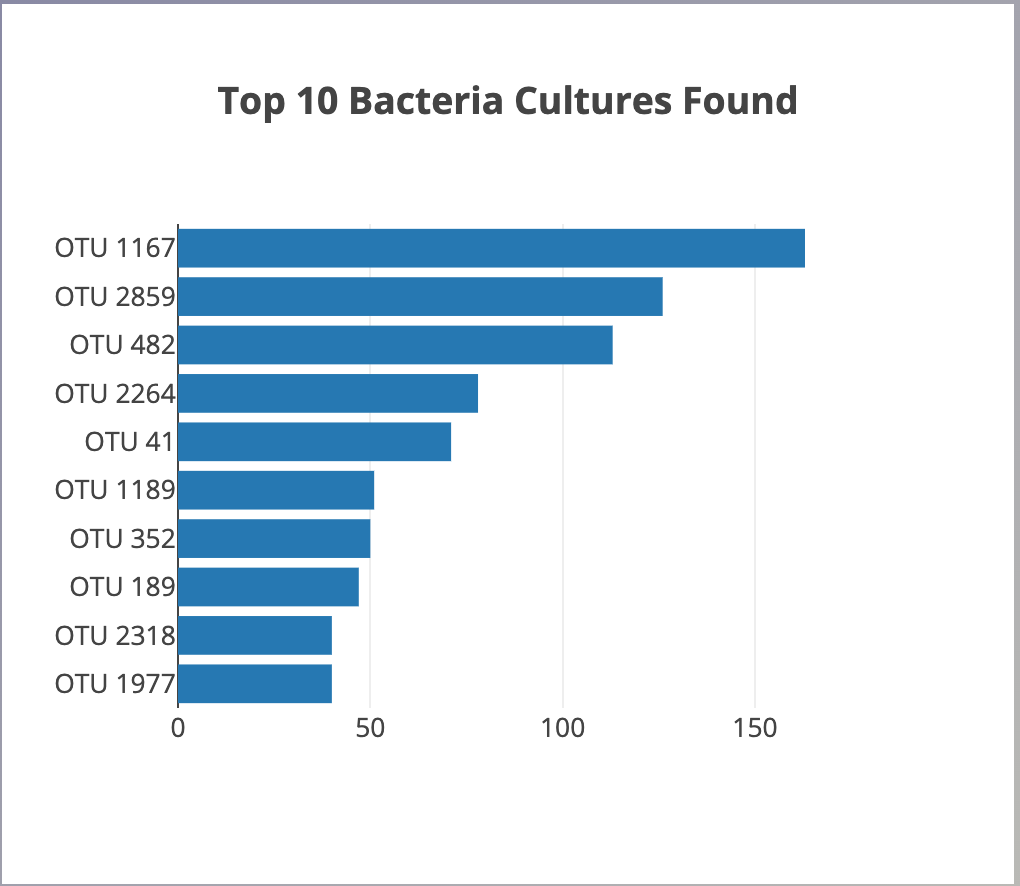 Top 10 Bacteria Cultures Found
OTU 1167
OTU 2859
OTU 482
OTU 2264
OTU 41
OTU 1189
OTU 352
OTU 189
OTU 2318
OTU 1977
0 50 100 150